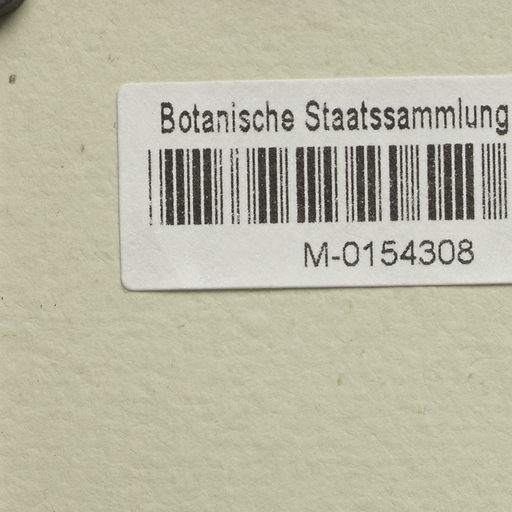 Botanische Staatssammlung
M-0154308